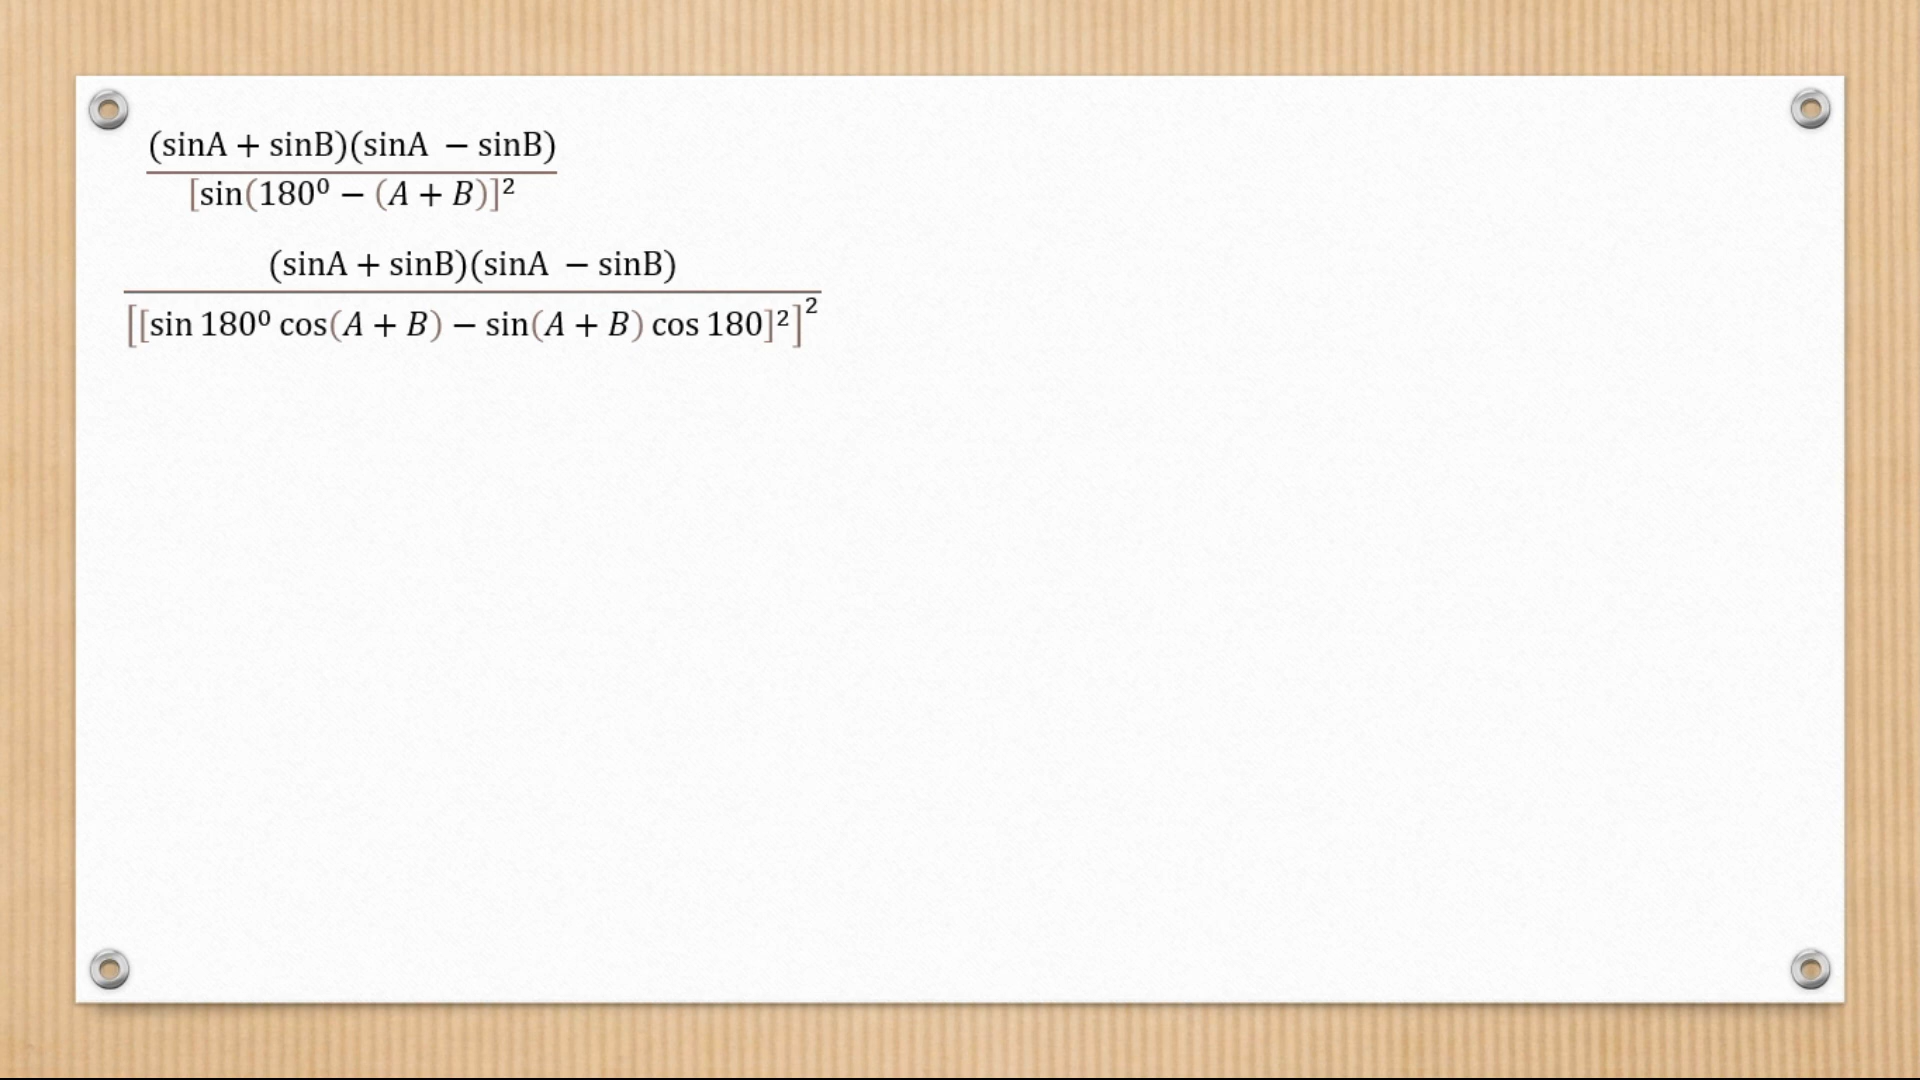 (sinA + sinB)(sinA − sinB)
[sin(180⁰ − (A + B)]²
(sinA + sinB)(sinA − sinB)
[[sin 180⁰ cos(A + B) − sin(A + B) cos 180]²]²